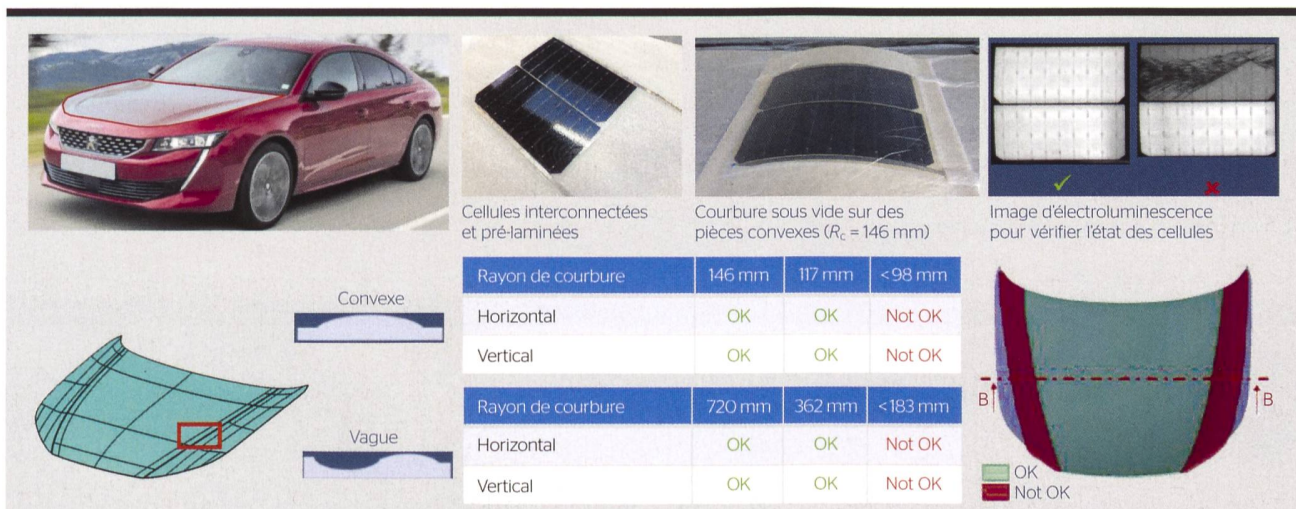 Cellules interconnectées
et pré-laminées
Courbure sous vide sur des
pièces convexes (Rc = 146 mm)
Image d'électroluminescence
pour vérifier l'état des cellules
Convexe
Rayon de courbure 146 mm 117 mm <98 mm
Horizontal OK OK Not OK
Vertical OK OK Not OK
Vague
Rayon de courbure 720 mm 362 mm <183 mm
Horizontal OK OK Not OK
Vertical OK OK Not OK
B B
OK
Not OK